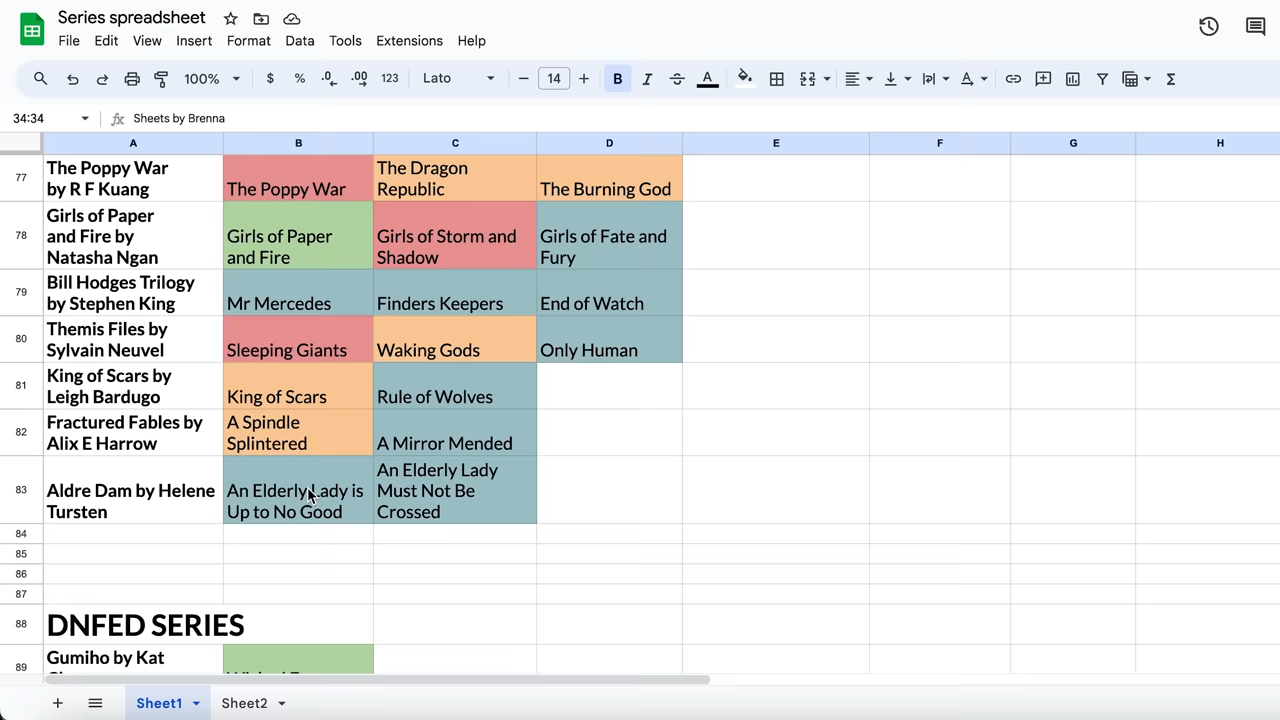 Series spreadsheet
File Edit View Insert Format Data Tools Extensions Help
100% $ % .0 .00 123 Lato − 14 + B I S A A Σ
34:34 fx Sheets by Brenna
A B C D E F G H
77 The Poppy War by R F Kuang The Poppy War The Dragon Republic The Burning God
78 Girls of Paper and Fire by Natasha Ngan Girls of Paper and Fire Girls of Storm and Shadow Girls of Fate and Fury
79 Bill Hodges Trilogy by Stephen King Mr Mercedes Finders Keepers End of Watch
80 Themis Files by Sylvain Neuvel Sleeping Giants Waking Gods Only Human
81 King of Scars by Leigh Bardugo King of Scars Rule of Wolves
82 Fractured Fables by Alix E Harrow A Spindle Splintered A Mirror Mended
83 Aldre Dam by Helene Tursten An Elderly Lady is Up to No Good An Elderly Lady Must Not Be Crossed
84
85
86
87
88 DNFED SERIES
89 Gumiho by Kat
+ Sheet1 Sheet2